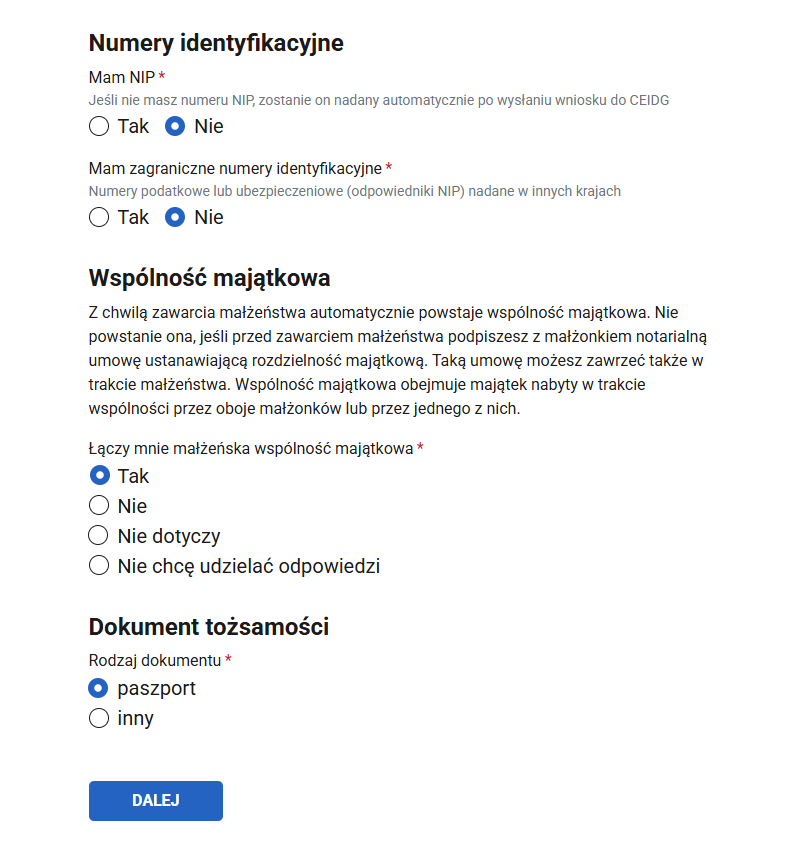 Numery identyfikacyjne
Mam NIP *
Jeśli nie masz numeru NIP, zostanie on nadany automatycznie po wysłaniu wniosku do CEIDG
Tak Nie
Mam zagraniczne numery identyfikacyjne *
Numery podatkowe lub ubezpieczeniowe (odpowiedniki NIP) nadane w innych krajach
Tak Nie
Wspólność majątkowa
Z chwilą zawarcia małżeństwa automatycznie powstaje wspólność majątkowa. Nie
powstanie ona, jeśli przed zawarciem małżeństwa podpiszesz z małżonkiem notarialną
umowę ustanawiającą rozdzielność majątkową. Taką umowę możesz zawrzeć także w
trakcie małżeństwa. Wspólność majątkowa obejmuje majątek nabyty w trakcie
wspólności przez oboje małżonków lub przez jednego z nich.
Łączy mnie małżeńska wspólność majątkowa *
Tak
Nie
Nie dotyczy
Nie chcę udzielać odpowiedzi
Dokument tożsamości
Rodzaj dokumentu *
paszport
inny
DALEJ